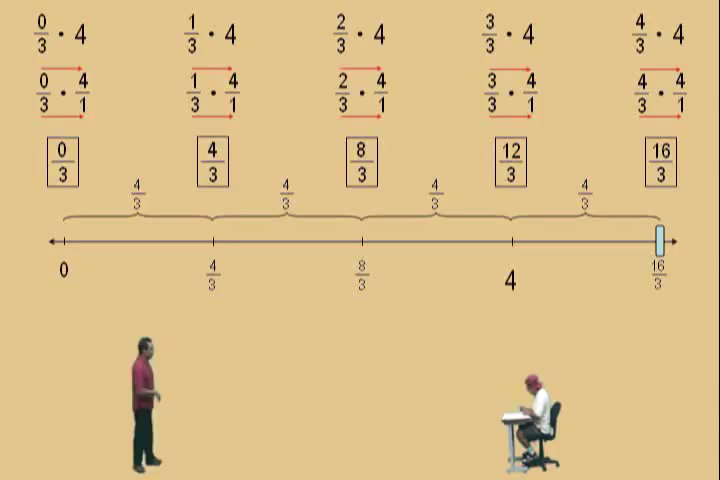 0/3 · 4   1/3 · 4   2/3 · 4   3/3 · 4   4/3 · 4
0/3 · 4/1   1/3 · 4/1   2/3 · 4/1   3/3 · 4/1   4/3 · 4/1
0/3   4/3   8/3   12/3   16/3
4/3   4/3   4/3   4/3
0   4/3   8/3   4   16/3